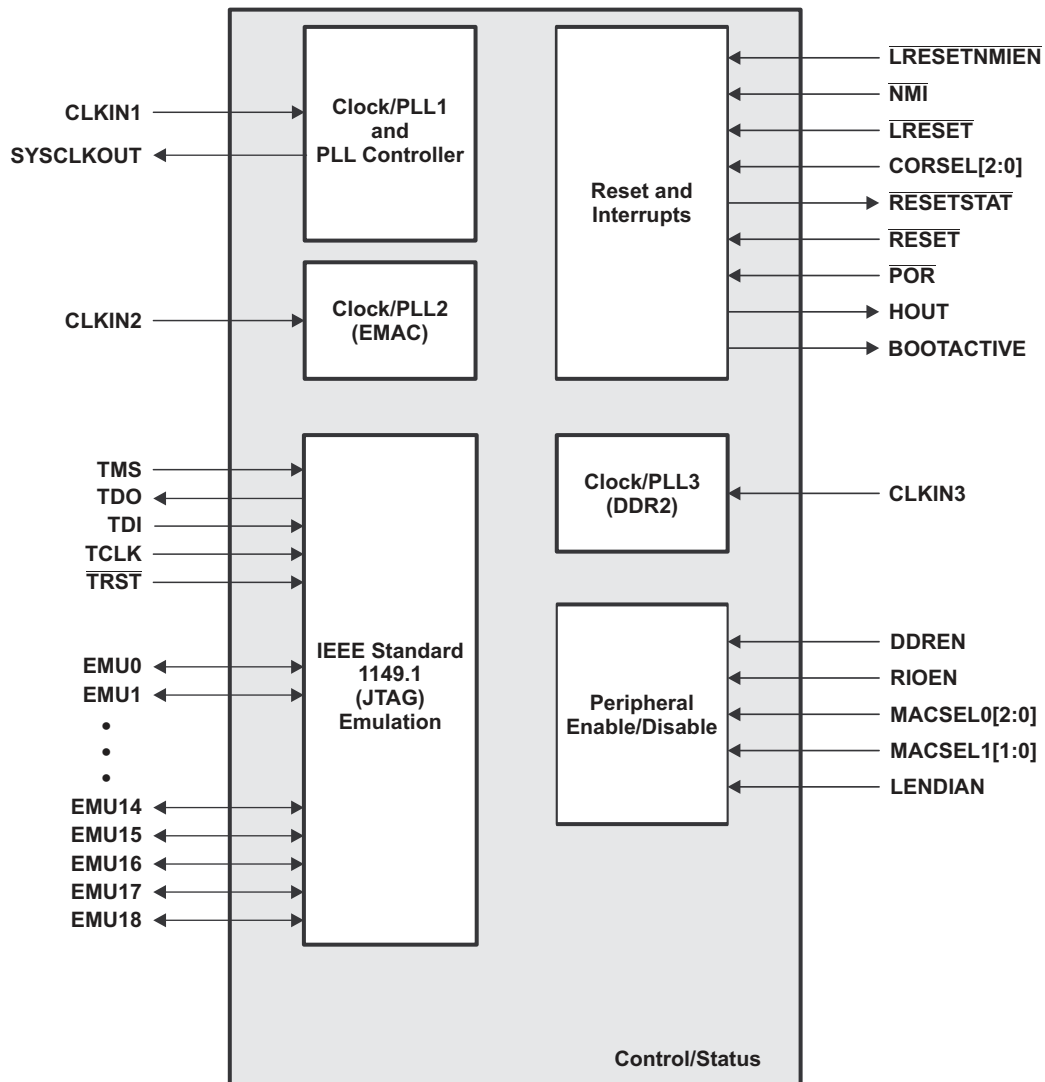 Clock/PLL1
and
PLL Controller
CLKIN1
SYSCLKOUT
Clock/PLL2
(EMAC)
CLKIN2
Reset and
Interrupts
LRESETNMIEN
NMI
LRESET
CORSEL[2:0]
RESETSTAT
RESET
POR
HOUT
BOOTACTIVE
TMS
TDO
TDI
TCLK
TRST
EMU0
EMU1
•
•
•
EMU14
EMU15
EMU16
EMU17
EMU18
IEEE Standard
1149.1
(JTAG)
Emulation
Clock/PLL3
(DDR2)
CLKIN3
Peripheral
Enable/Disable
DDREN
RIOEN
MACSEL0[2:0]
MACSEL1[1:0]
LENDIAN
Control/Status